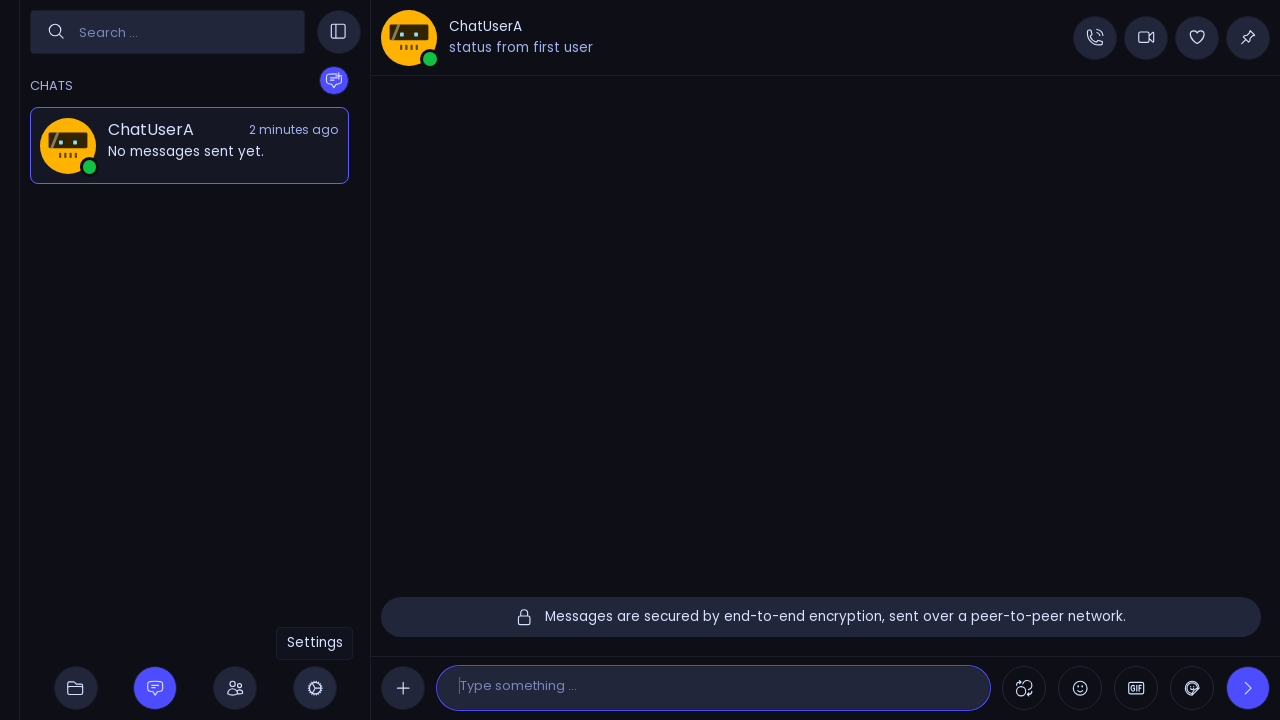 Search ...
CHATS
ChatUserA
2 minutes ago
No messages sent yet.
Settings
ChatUserA
status from first user
Messages are secured by end-to-end encryption, sent over a peer-to-peer network.
Type something ...
GIF